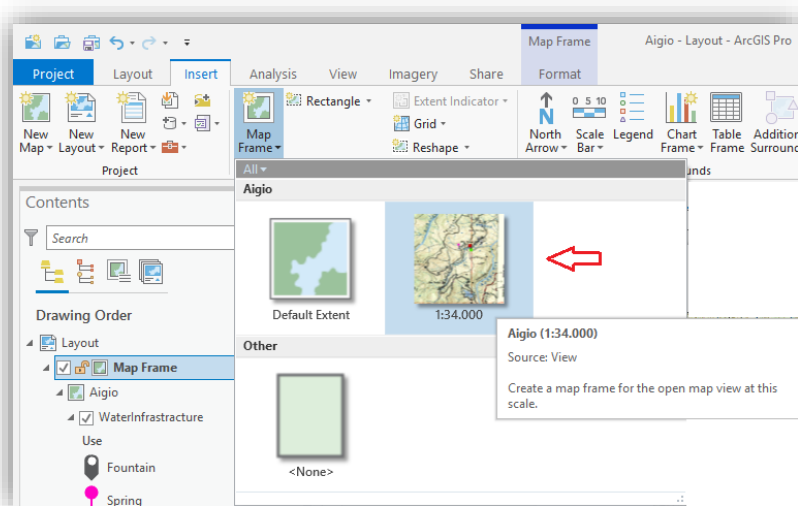 Map Frame
Aigio - Layout - ArcGIS Pro
Project Layout Insert Analysis View Imagery Share Format
Rectangle
Extent Indicator
0 5 10
Grid
N
New Map
New Layout
New Report
Map Frame
Reshape
North Arrow
Scale Bar
Legend
Chart Frame
Table Frame
Project
All
Contents
Aigio
Search
Default Extent
1:34.000
Drawing Order
Aigio (1:34.000)
Layout
Other
Source: View
Map Frame
Create a map frame for the open map view at this
scale.
Aigio
WaterInfrastracture
Use
Fountain
<None>
Spring